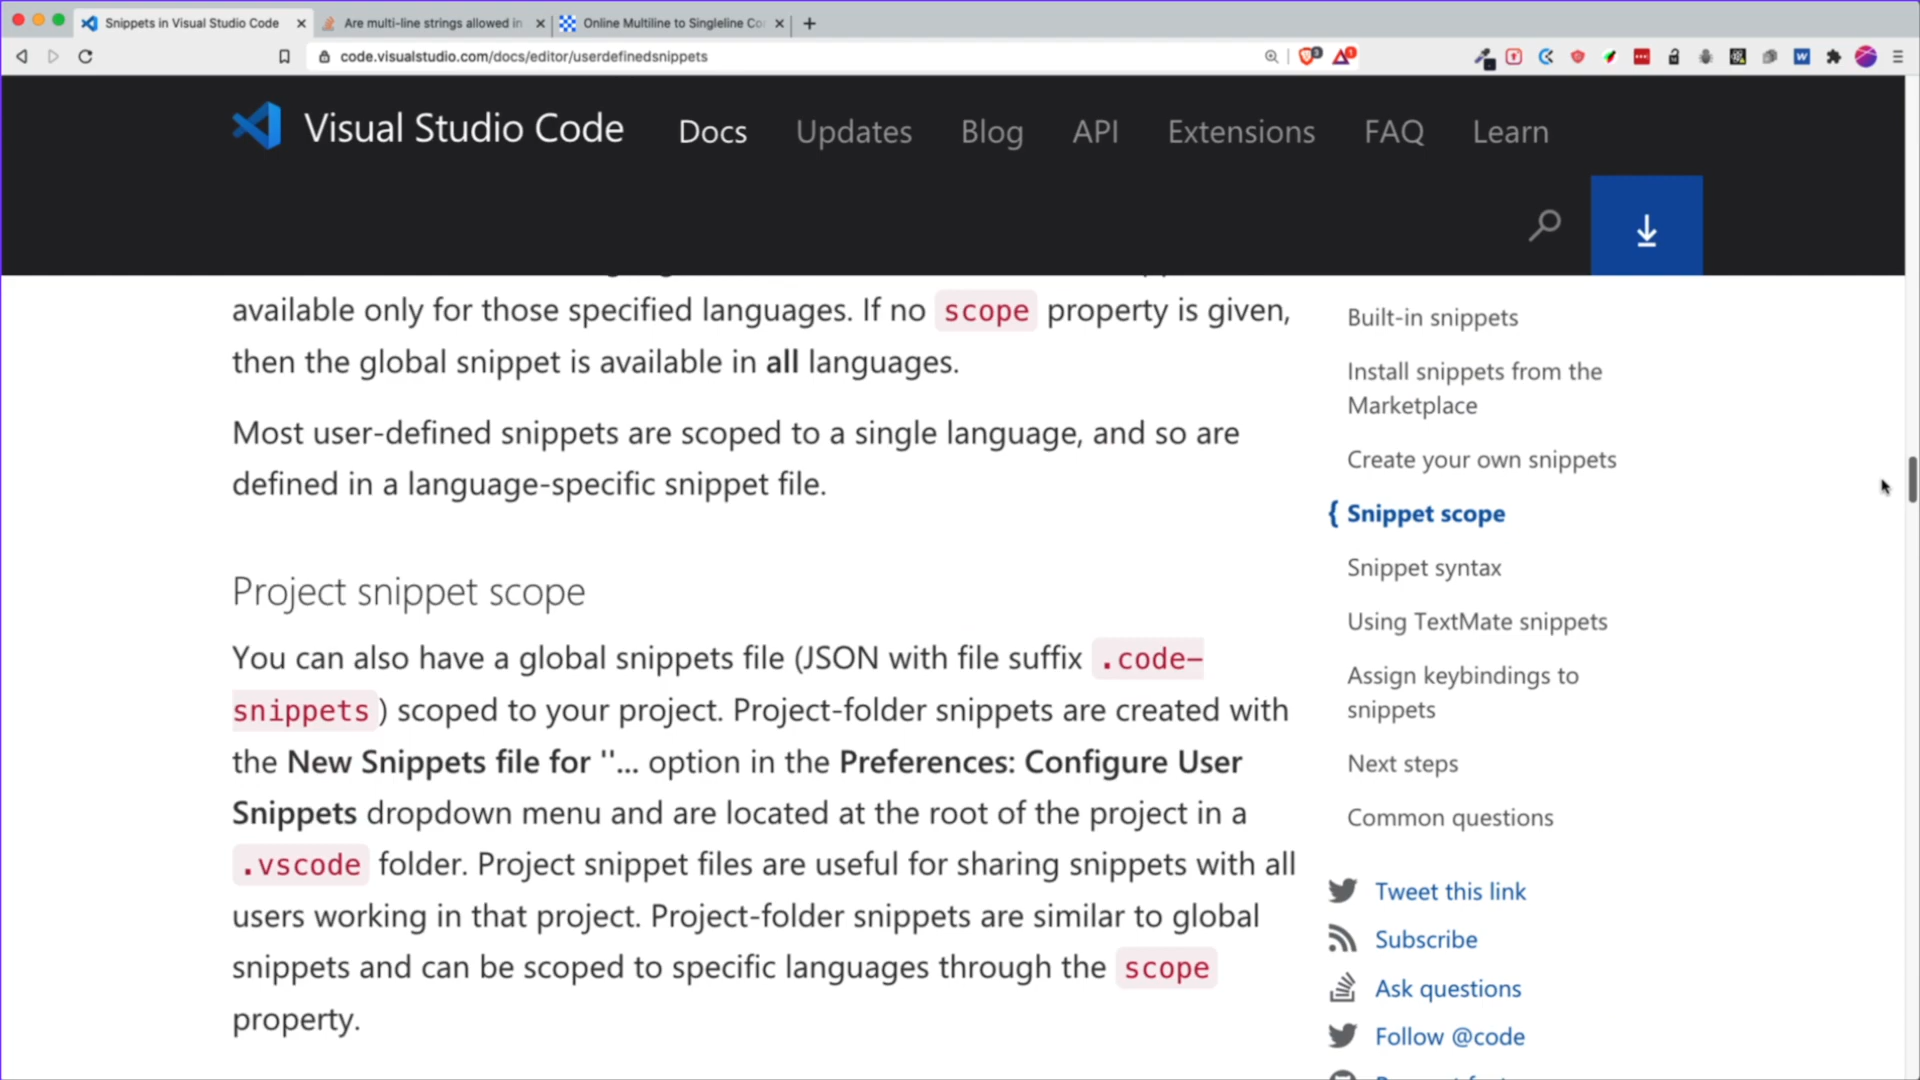 Snippets in Visual Studio Code
Are multi-line strings allowed in
Online Multiline to Singleline Co
code.visualstudio.com/docs/editor/userdefinedsnippets
Visual Studio Code
Docs
Updates
Blog
API
Extensions
FAQ
Learn
available only for those specified languages. If no scope property is given,
then the global snippet is available in all languages.
Most user-defined snippets are scoped to a single language, and so are
defined in a language-specific snippet file.
Project snippet scope
You can also have a global snippets file (JSON with file suffix .code-
snippets) scoped to your project. Project-folder snippets are created with
the New Snippets file for ''... option in the Preferences: Configure User
Snippets dropdown menu and are located at the root of the project in a
.vscode folder. Project snippet files are useful for sharing snippets with all
users working in that project. Project-folder snippets are similar to global
snippets and can be scoped to specific languages through the scope
property.
Built-in snippets
Install snippets from the
Marketplace
Create your own snippets
{ Snippet scope
Snippet syntax
Using TextMate snippets
Assign keybindings to
snippets
Next steps
Common questions
Tweet this link
Subscribe
Ask questions
Follow @code